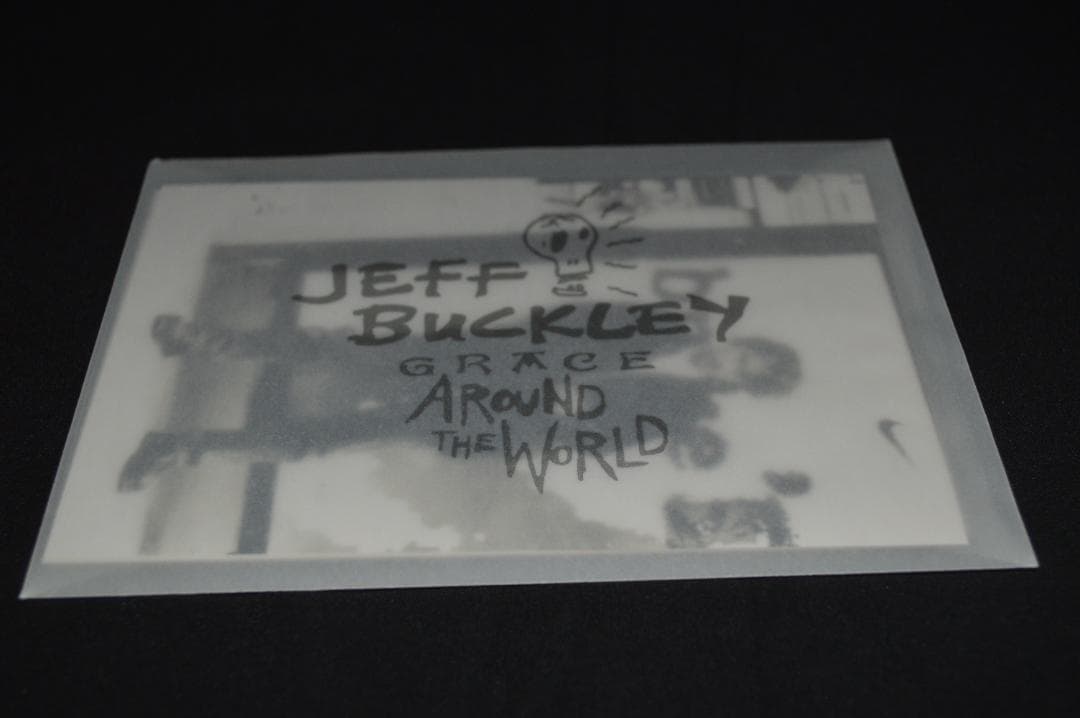 JEFF
BUCKLEY
GRACE
AROUND
THE WORLD